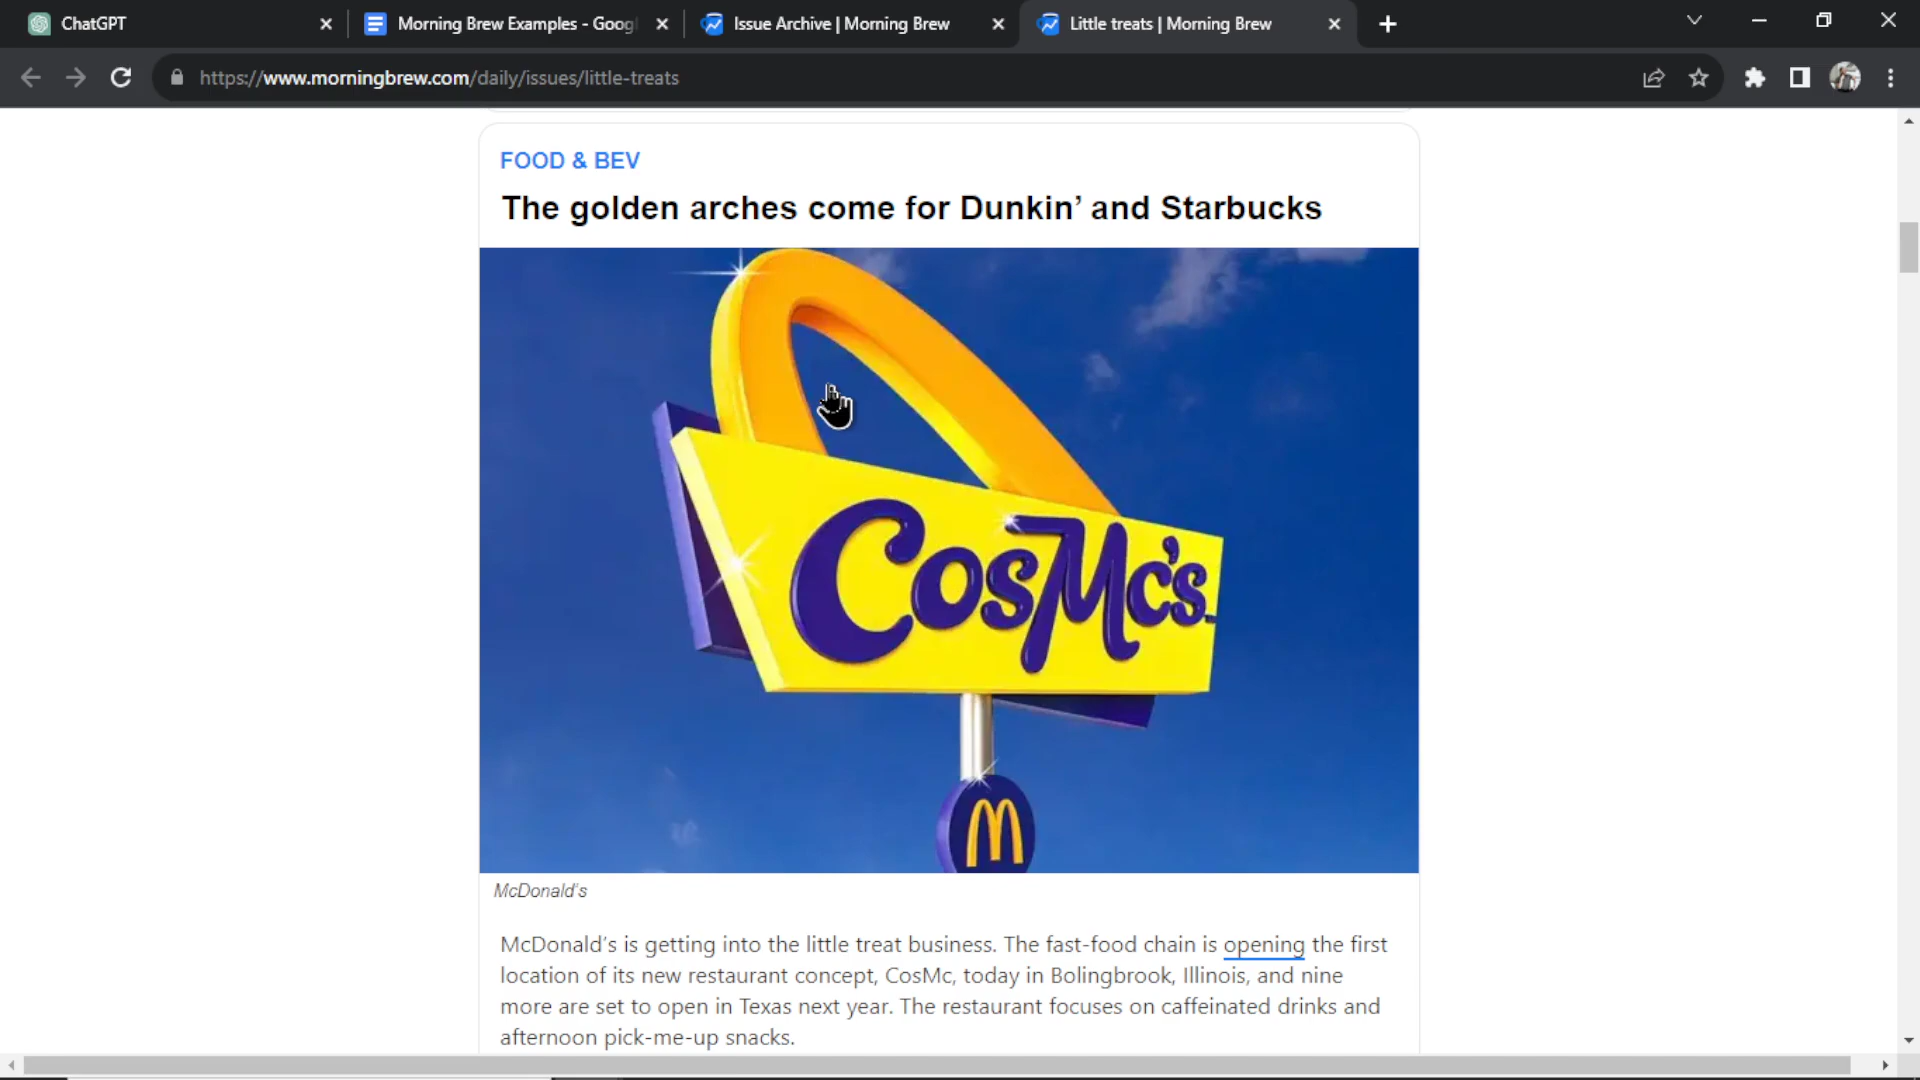 ChatGPT
Morning Brew Examples - Goog
Issue Archive | Morning Brew
Little treats | Morning Brew
https://www.morningbrew.com/daily/issues/little-treats
FOOD & BEV
The golden arches come for Dunkin’ and Starbucks
CosMc's
M
McDonald's
McDonald’s is getting into the little treat business. The fast-food chain is opening the first
location of its new restaurant concept, CosMc, today in Bolingbrook, Illinois, and nine
more are set to open in Texas next year. The restaurant focuses on caffeinated drinks and
afternoon pick-me-up snacks.